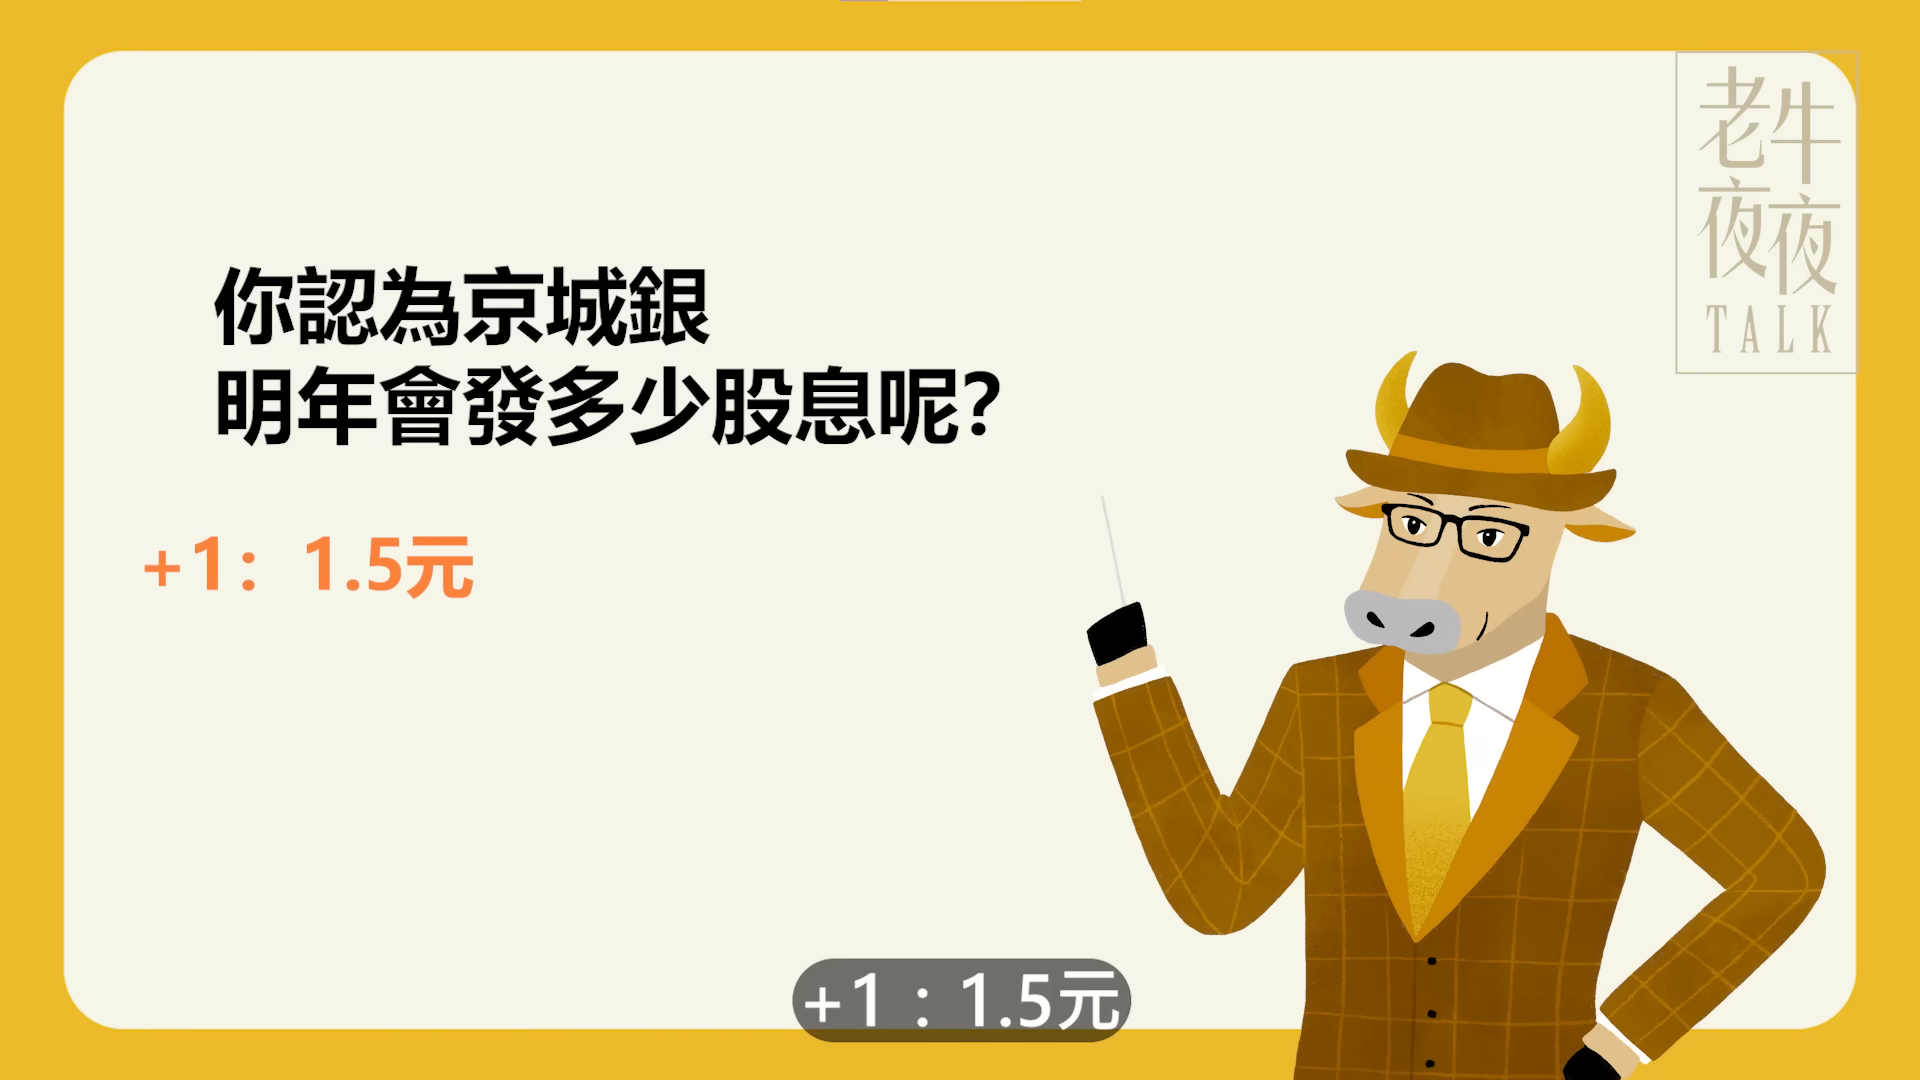 老牛
夜夜
TALK
你認為京城銀
明年會發多少股息呢?
+1：1.5元
+1：1.5元